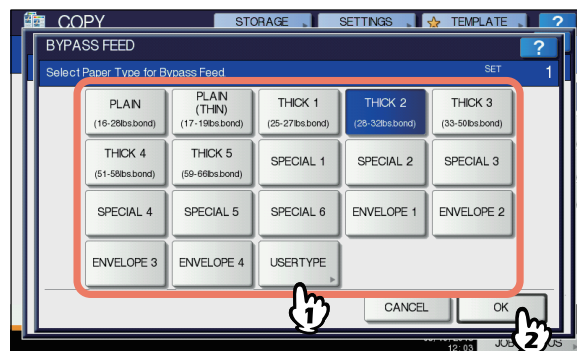 COPY STORAGE SETTINGS TEMPLATE ?
BYPASS FEED ?
Select Paper Type for Bypass Feed SET 1
PLAIN PLAIN THICK 1 THICK 2 THICK 3
(16-28lbs.bond) (THIN) (25-27lbs.bond) (28-32lbs.bond) (33-50lbs.bond)
(17-19lbs.bond)
THICK 4 THICK 5 SPECIAL 1 SPECIAL 2 SPECIAL 3
(51-58lbs.bond) (59-66lbs.bond)
SPECIAL 4 SPECIAL 5 SPECIAL 6 ENVELOPE 1 ENVELOPE 2
ENVELOPE 3 ENVELOPE 4 USERTYPE
1
CANCEL OK
2
12:03